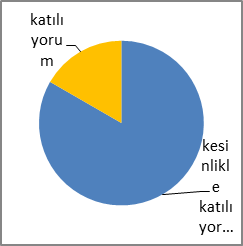 katılı
yoru
m
kesi
nlikl
e
katılı
yor...